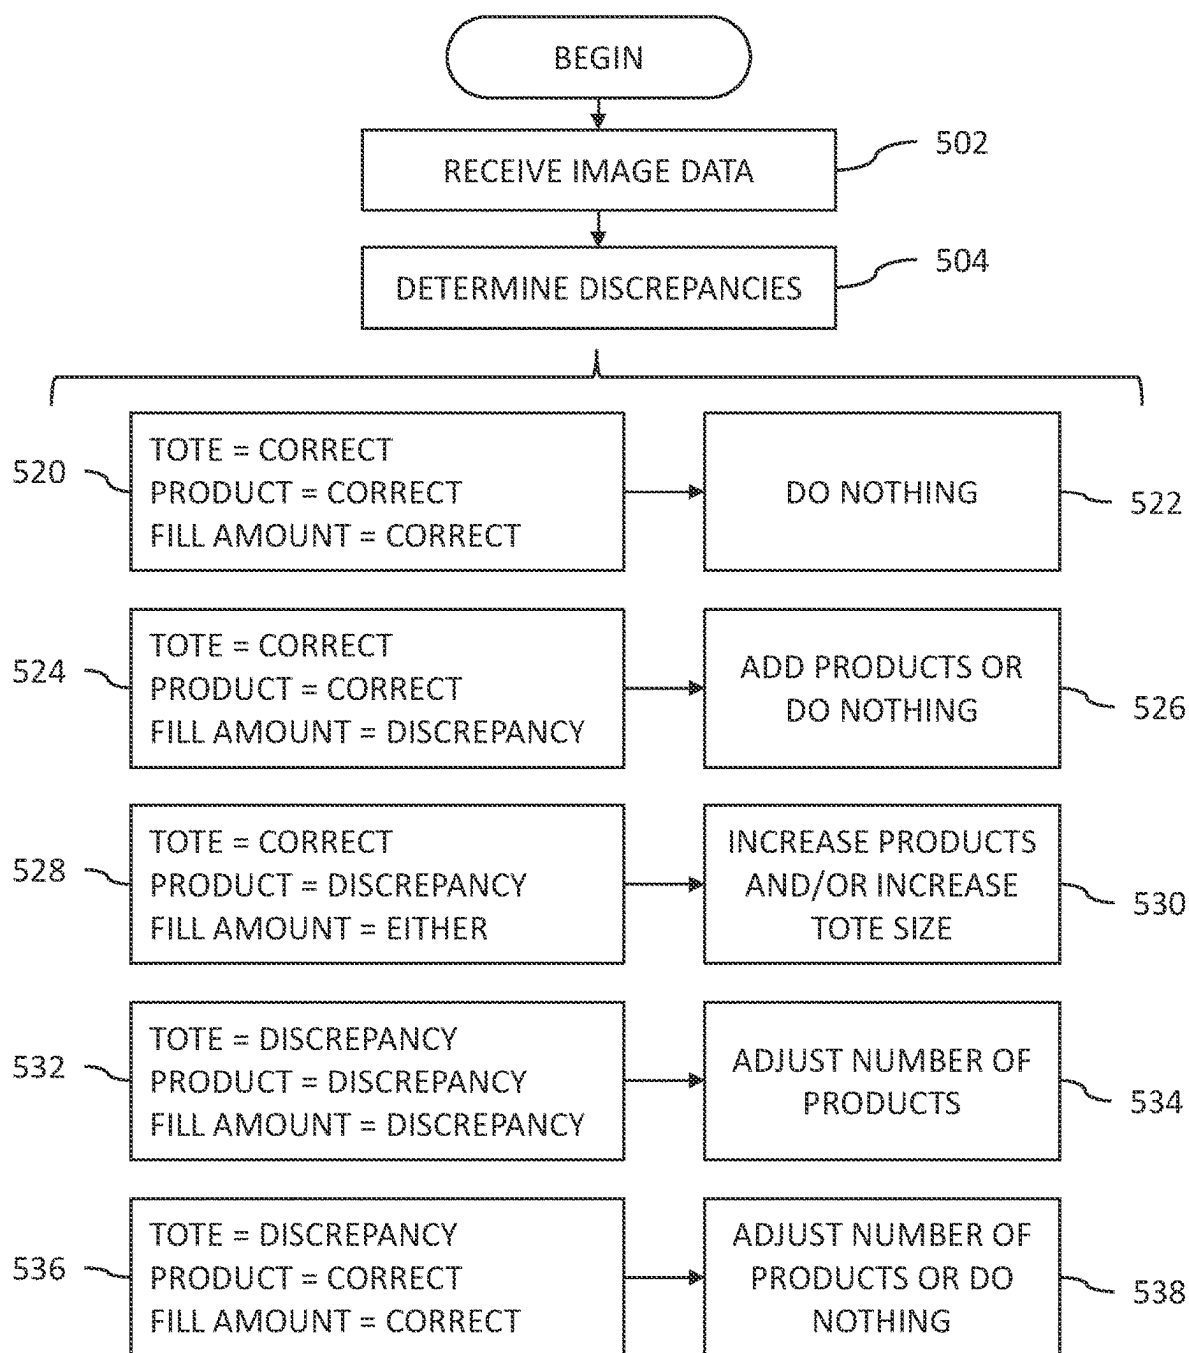 BEGIN
RECEIVE IMAGE DATA
502
DETERMINE DISCREPANCIES
504
520
TOTE = CORRECT
PRODUCT = CORRECT
FILL AMOUNT = CORRECT
DO NOTHING
522
524
TOTE = CORRECT
PRODUCT = CORRECT
FILL AMOUNT = DISCREPANCY
ADD PRODUCTS OR
DO NOTHING
526
528
TOTE = CORRECT
PRODUCT = DISCREPANCY
FILL AMOUNT = EITHER
INCREASE PRODUCTS
AND/OR INCREASE
TOTE SIZE
530
532
TOTE = DISCREPANCY
PRODUCT = DISCREPANCY
FILL AMOUNT = DISCREPANCY
ADJUST NUMBER OF
PRODUCTS
534
536
TOTE = DISCREPANCY
PRODUCT = CORRECT
FILL AMOUNT = CORRECT
ADJUST NUMBER OF
PRODUCTS OR DO
NOTHING
538